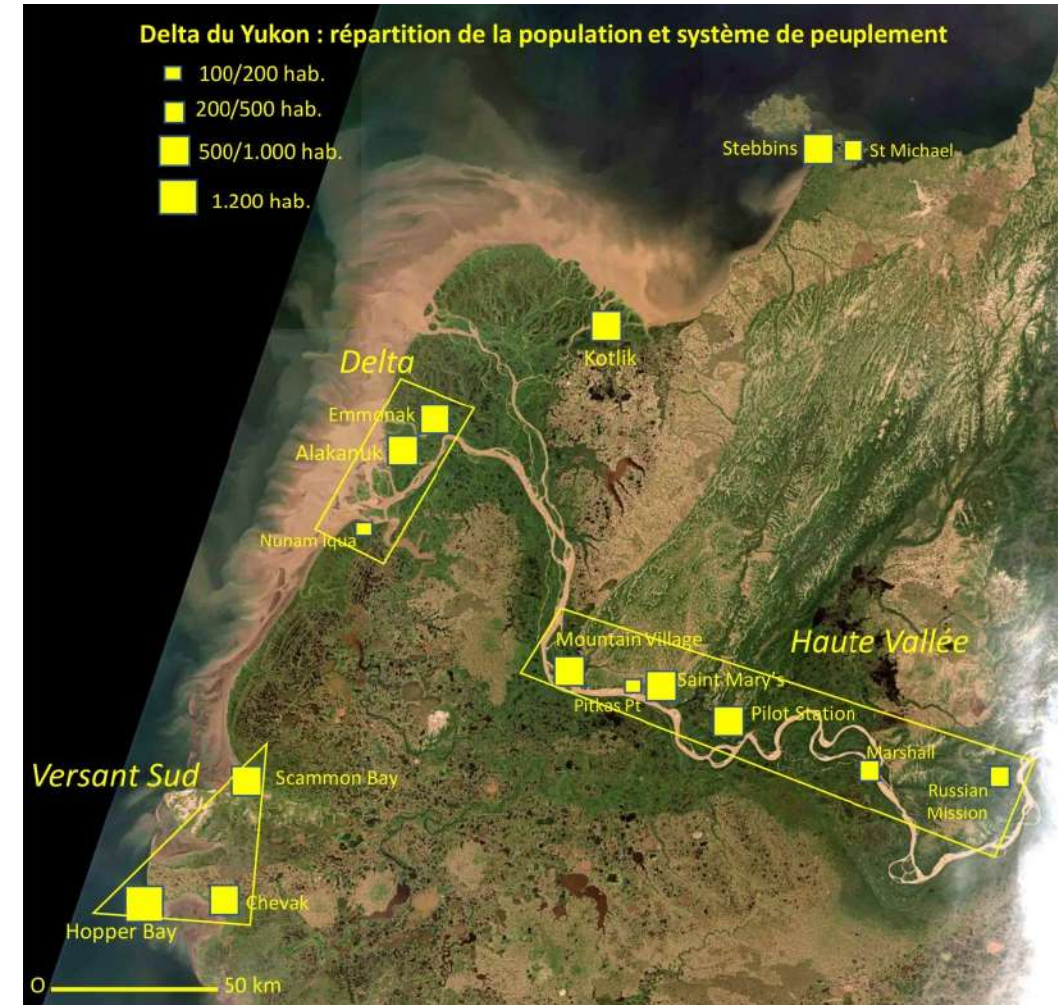 Delta du Yukon : répartition de la population et système de peuplement
100/200 hab.
200/500 hab.
500/1.000 hab.
1.200 hab.
Stebbins
St Michael
Kotlik
Delta
Emmonak
Alakanuk
Nunam Iqua
Mountain Village
Haute Vallée
Pitkas Pt
Saint Mary's
Pilot Station
Marshall
Russian
Mission
Versant Sud
Scammon Bay
Chevak
Hopper Bay
O
50 km